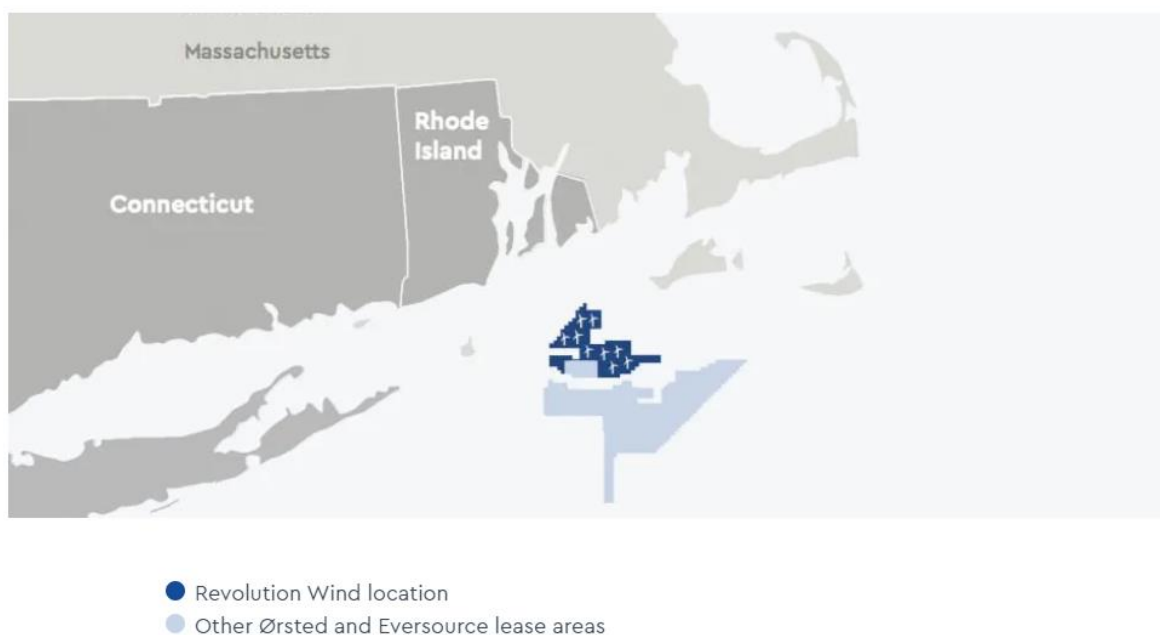 Massachusetts
Rhode
Island
Connecticut
Revolution Wind location
Other Ørsted and Eversource lease areas